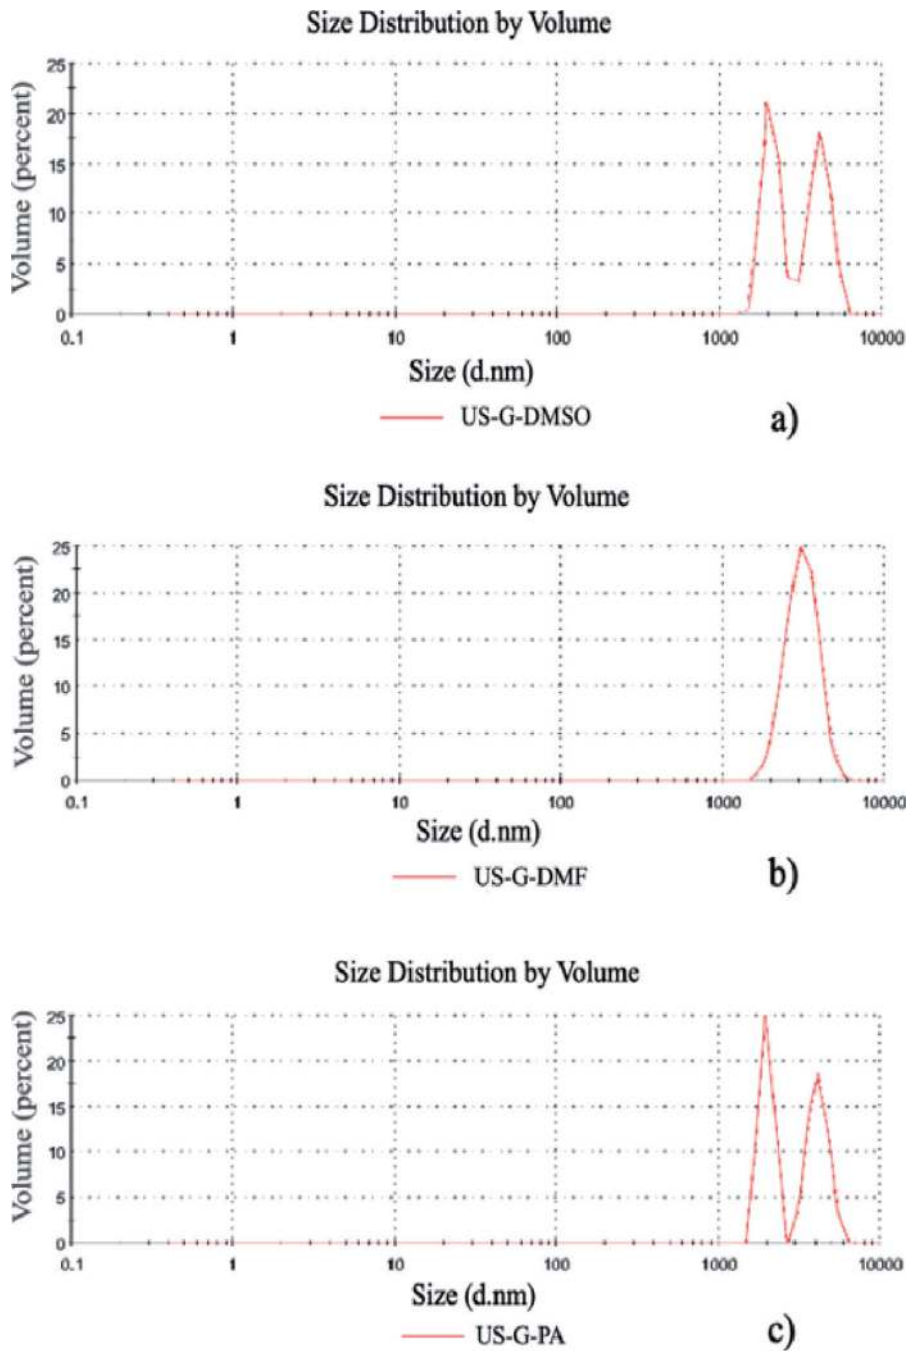 Size Distribution by Volume
Volume (percent)
25
20
15
10
5
0
0.1 1 10 100 1000 10000
Size (d.nm)
US-G-DMSO
a)
Size Distribution by Volume
Volume (percent)
25
20
15
10
5
0
0.1 1 10 100 1000 10000
Size (d.nm)
US-G-DMF
b)
Size Distribution by Volume
Volume (percent)
25
20
15
10
5
0
0.1 1 10 100 1000 10000
Size (d.nm)
US-G-PA
c)